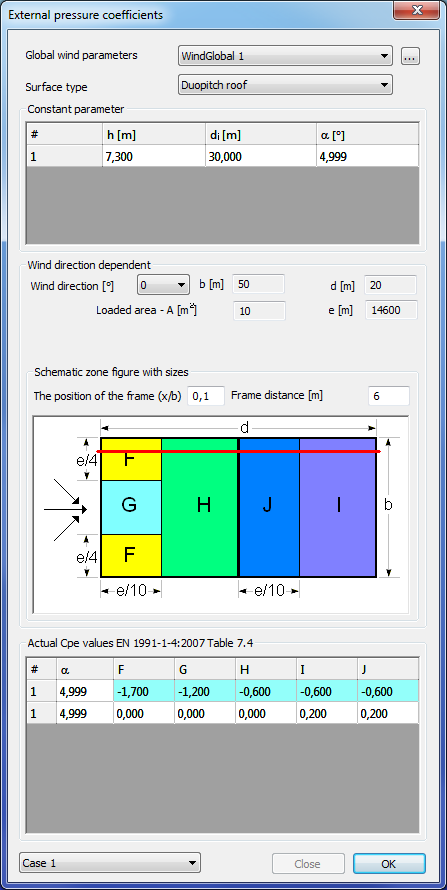 External pressure coefficients
Global wind parameters WindGlobal 1 ...
Surface type Duopitch roof
Constant parameter
# h [m] dᵢ [m] α [°]
1 7,300 30,000 4,999
Wind direction dependent
Wind direction [°] 0 b [m] 50 d [m] 20
Loaded area - A [m²] 10 e [m] 14600
Schematic zone figure with sizes
The position of the frame (x/b) 0,1 Frame distance [m] 6
d
e/4 F
G H J I b
e/4 F
e/10 e/10
Actual Cpe values EN 1991-1-4:2007 Table 7.4
# α F G H I J
1 4,999 -1,700 -1,200 -0,600 -0,600 -0,600
1 4,999 0,000 0,000 0,000 0,200 0,200
Case 1 Close OK